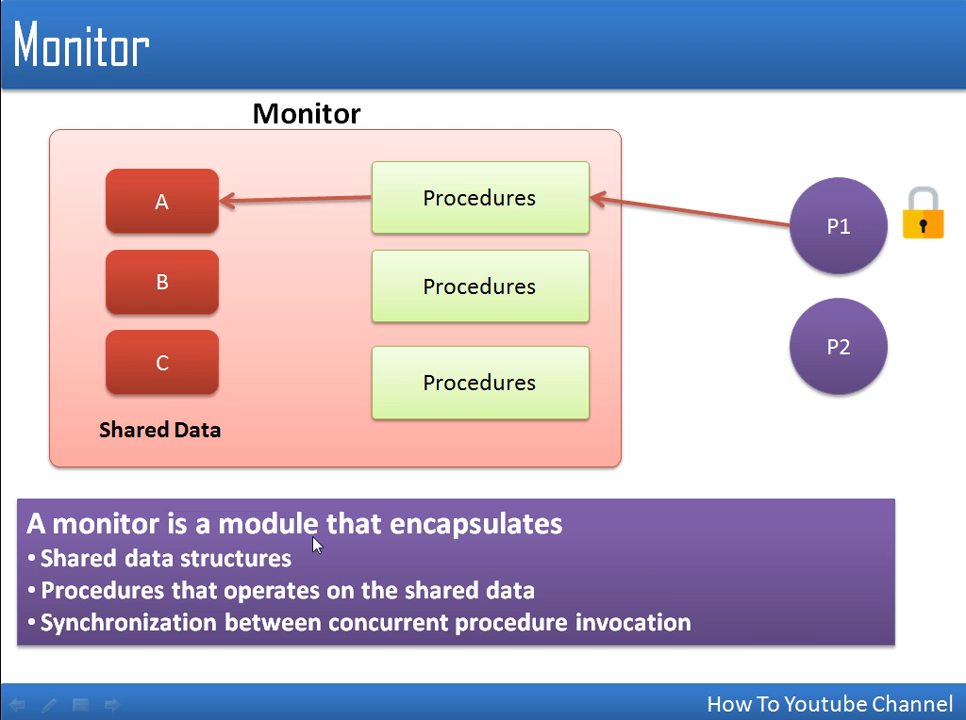 Monitor
Monitor
A
Procedures
P1
B
Procedures
P2
C
Procedures
Shared Data
A monitor is a module that encapsulates
• Shared data structures
• Procedures that operates on the shared data
• Synchronization between concurrent procedure invocation
How To Youtube Channel